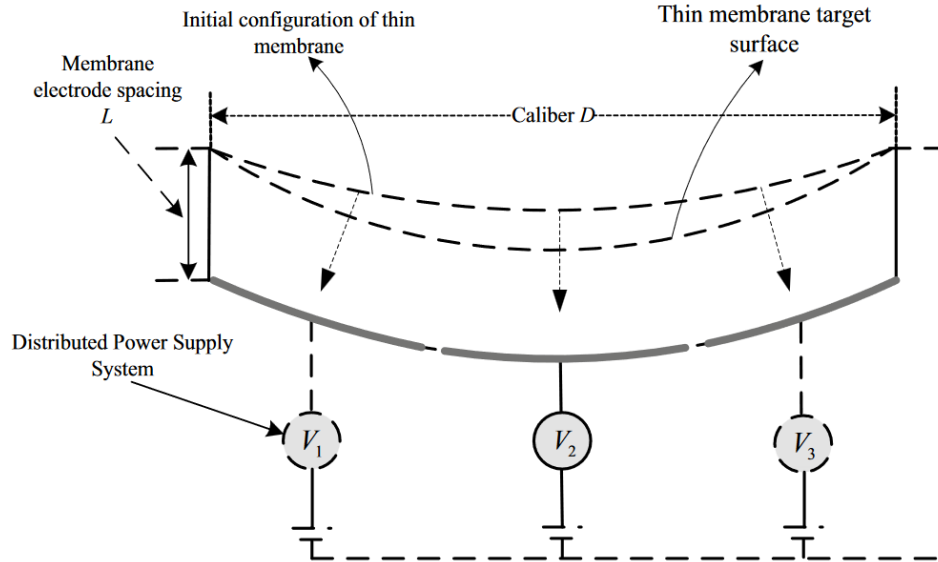 Initial configuration of thin
membrane
Thin membrane target
surface
Membrane
electrode spacing
L
Caliber D
Distributed Power Supply
System
V1
V2
V3